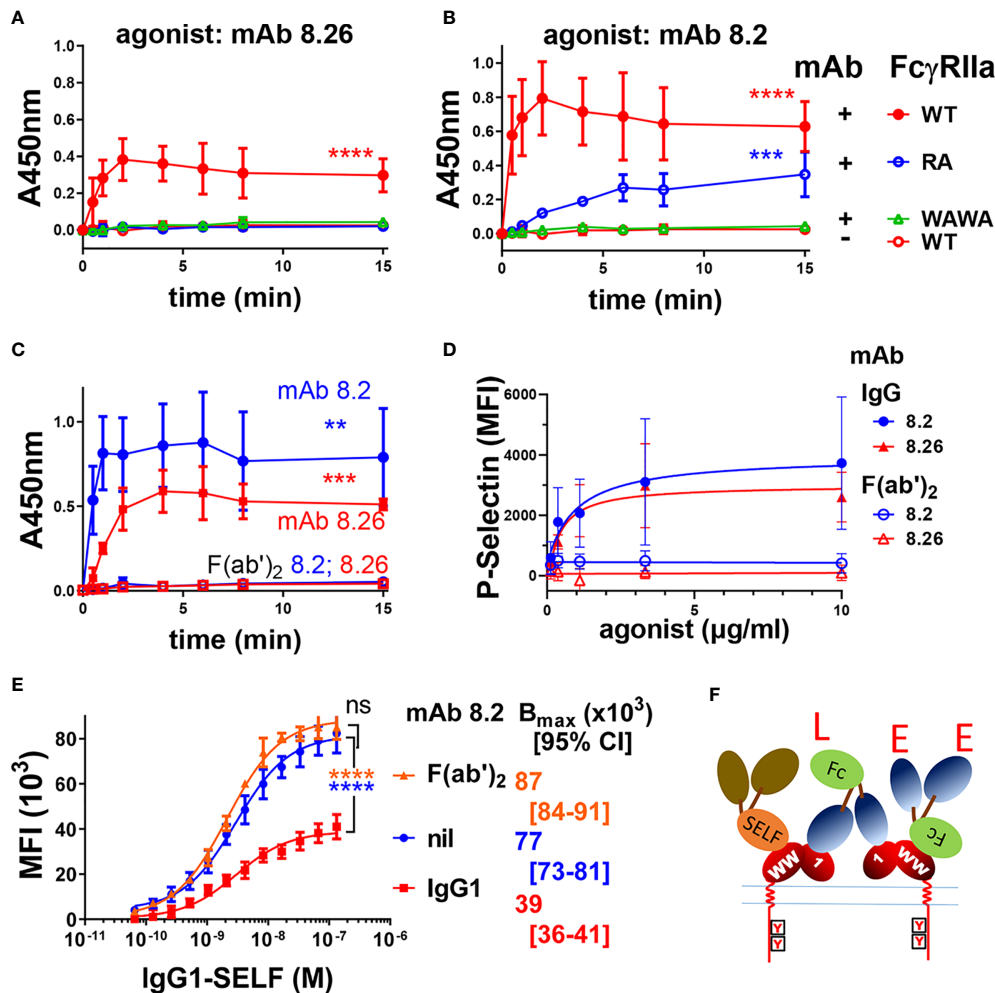 A
agonist: mAb 8.26
A450nm
1.0
0.8
0.6
0.4
0.2
0.0
****
0
5
10
15
time (min)
B
agonist: mAb 8.2
A450nm
1.0
0.8
0.6
0.4
0.2
0.0
****
***
0
5
10
15
time (min)
mAb FcγRIIa
+ WT
+ RA
+ WAWA
- WT
C
A450nm
1.0
0.5
0.0
mAb 8.2
**
***
mAb 8.26
F(ab')2 8.2; 8.26
0
5
10
15
time (min)
D
P-Selectin (MFI)
6000
4000
2000
0
0
5
10
agonist (µg/ml)
mAb
IgG
8.2
8.26
F(ab')2
8.2
8.26
E
MFI (10³)
80
60
40
20
0
10⁻¹¹ 10⁻¹⁰ 10⁻⁹ 10⁻⁸ 10⁻⁷ 10⁻⁶
IgG1-SELF (M)
ns
****
****
mAb 8.2 Bmax (x10³)
[95% CI]
F(ab')2 87
[84-91]
nil 77
[73-81]
IgG1 39
[36-41]
F
L E E
Fc
SELF
Fc
WW 1 1 WW
Y Y
Y Y